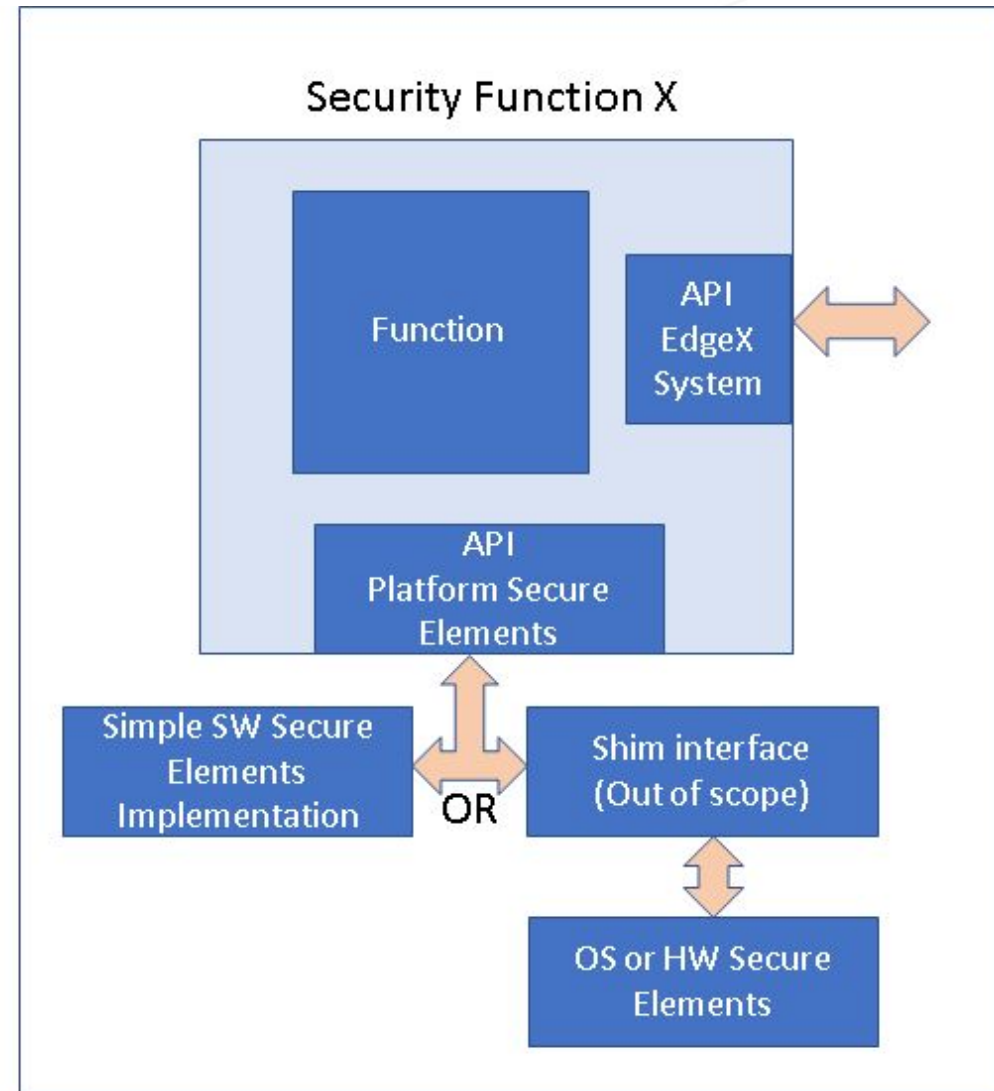 Security Function X
Function
API
EdgeX
System
API
Platform Secure
Elements
Simple SW Secure
Elements
Implementation
OR
Shim interface
(Out of scope)
OS or HW Secure
Elements